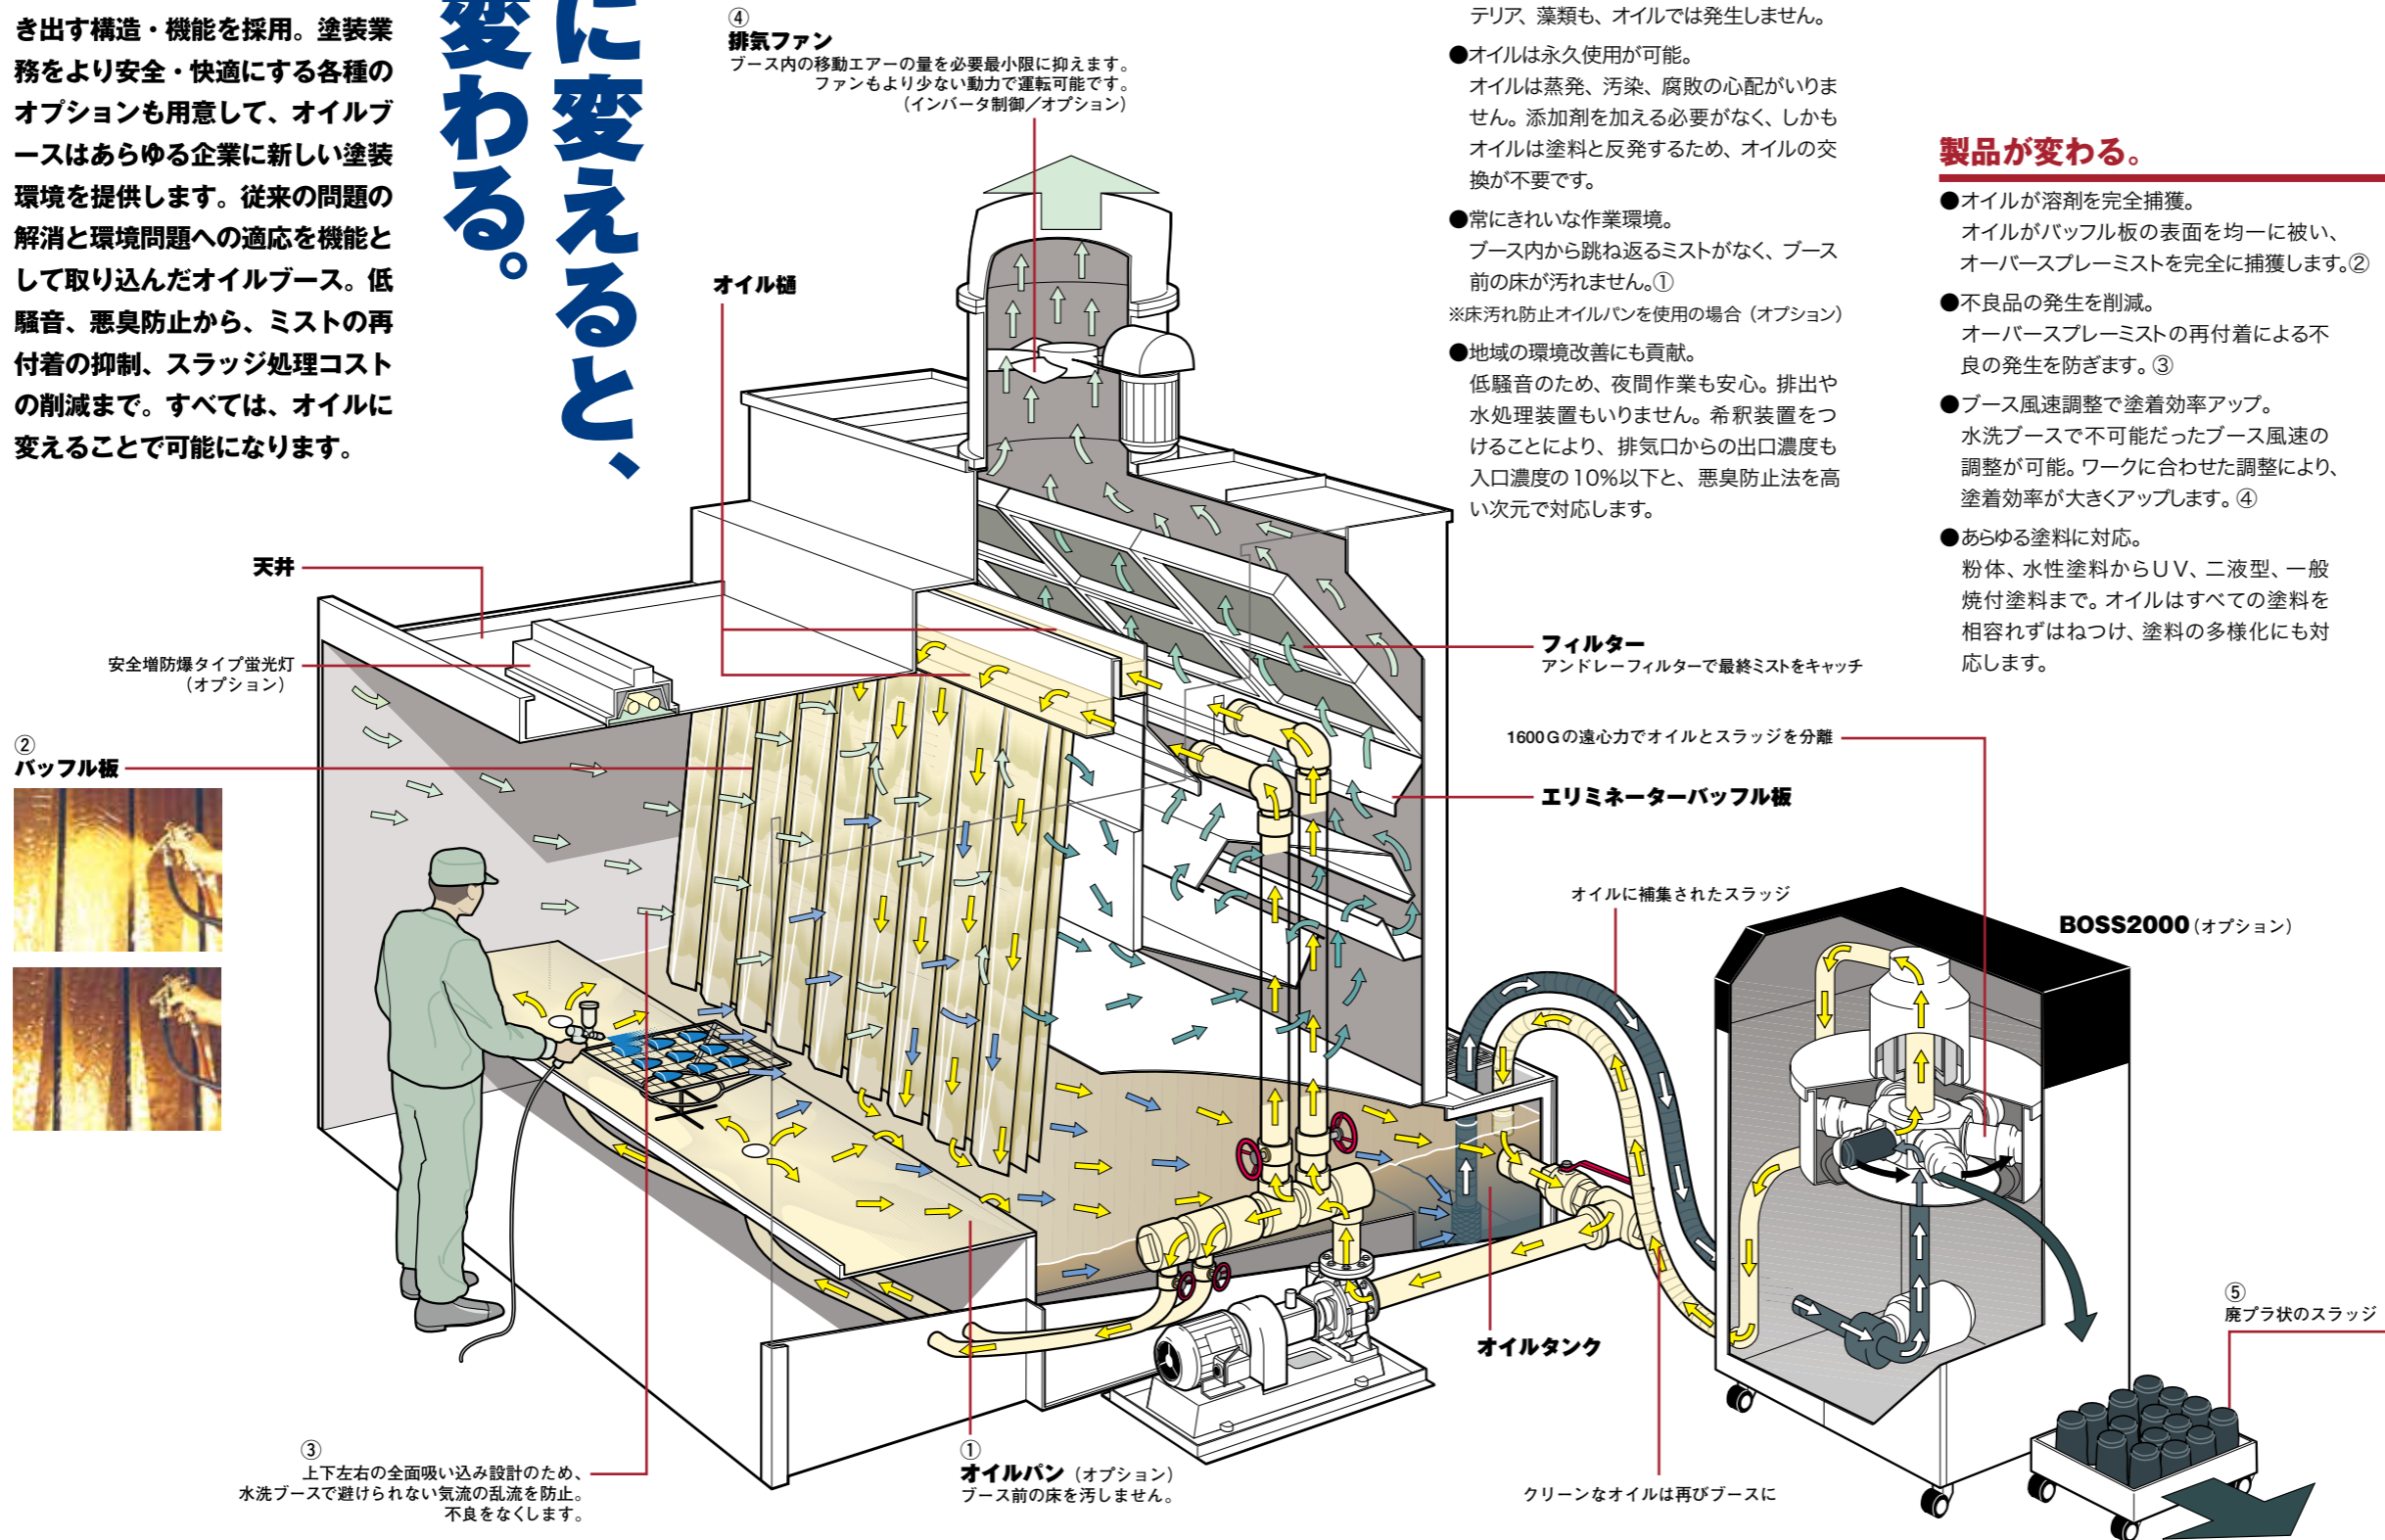 き出す構造・機能を採用。塗装業
務をより安全・快適にする各種の
オプションも用意して、オイルブ
ースはあらゆる企業に新しい塗装
環境を提供します。従来の問題の
解消と環境問題への適応を機能と
して取り込んだオイルブース。低
騒音、悪臭防止から、ミストの再
付着の抑制、スラッジ処理コスト
の削減まで。すべては、オイルに
変えることで可能になります。
に変えると、
変わる。
④
排気ファン
ブース内の移動エアーの量を必要最小限に抑えます。
ファンもより少ない動力で運転可能です。
(インバータ制御/オプション)
オイル樋
天井
安全増防爆タイプ蛍光灯
(オプション)
②
バッフル板
③
上下左右の全面吸い込み設計のため、
水洗ブースで避けられない気流の乱流を防止。
不良をなくします。
①
オイルパン(オプション)
ブース前の床を汚しません。
テリア、藻類も、オイルでは発生しません。
●オイルは永久使用が可能。
オイルは蒸発、汚染、腐敗の心配がいりま
せん。添加剤を加える必要がなく、しかも
オイルは塗料と反発するため、オイルの交
換が不要です。
●常にきれいな作業環境。
ブース内から跳ね返るミストがなく、ブース
前の床が汚れません。①
※床汚れ防止オイルパンを使用の場合(オプション)
●地域の環境改善にも貢献。
低騒音のため、夜間作業も安心。排出や
水処理装置もいりません。希釈装置をつ
けることにより、排気口からの出口濃度も
入口濃度の10%以下と、悪臭防止法を高
い次元で対応します。
製品が変わる。
●オイルが溶剤を完全捕獲。
オイルがバッフル板の表面を均一に被い、
オーバースプレーミストを完全に捕獲します。②
●不良品の発生を削減。
オーバースプレーミストの再付着による不
良の発生を防ぎます。③
●ブース風速調整で塗着効率アップ。
水洗ブースで不可能だったブース風速の
調整が可能。ワークに合わせた調整により、
塗着効率が大きくアップします。④
●あらゆる塗料に対応。
粉体、水性塗料からUV、二液型、一般
焼付塗料まで。オイルはすべての塗料を
相容れずはねつけ、塗料の多様化にも対
応します。
フィルター
アンドレーフィルターで最終ミストをキャッチ
1600Gの遠心力でオイルとスラッジを分離
エリミネーターバッフル板
オイルに補集されたスラッジ
BOSS2000(オプション)
オイルタンク
クリーンなオイルは再びブースに
⑤
廃プラ状のスラッジ